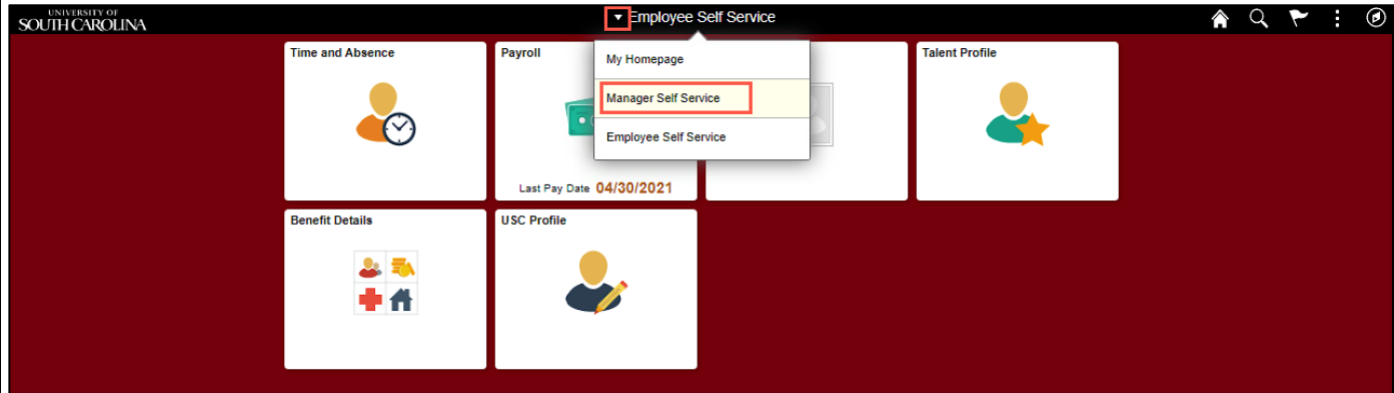 UNIVERSITY OF
SOUTH CAROLINA
Employee Self Service
My Homepage
Manager Self Service
Employee Self Service
Time and Absence
Payroll
Last Pay Date 04/30/2021
Talent Profile
Benefit Details
USC Profile